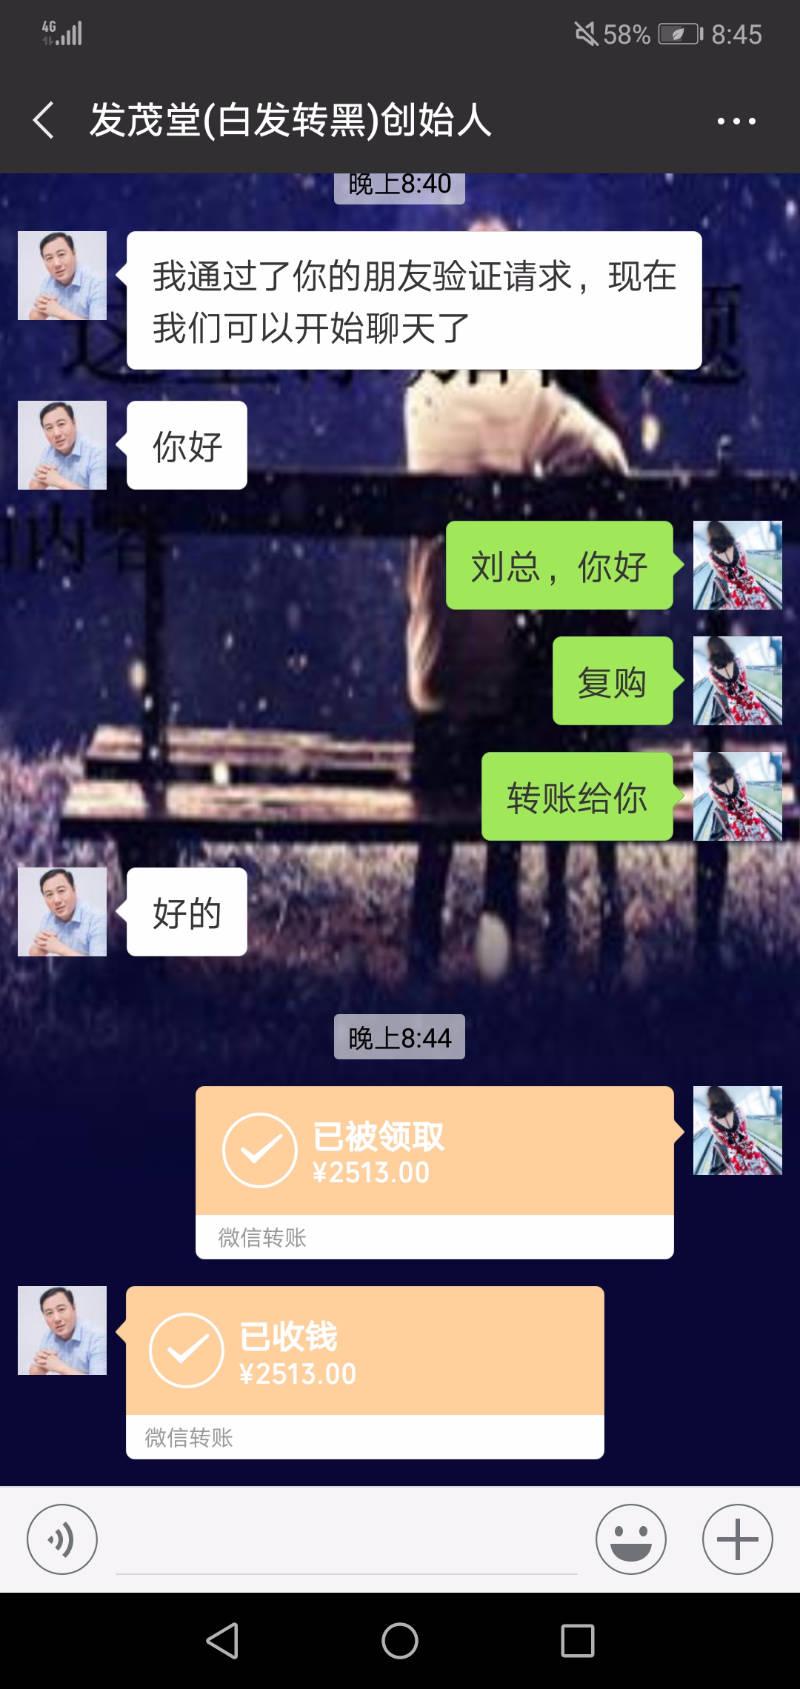 4G
58%
8:45
发茂堂(白发转黑)创始人
晚上8:40
我通过了你的朋友验证请求，现在
我们可以开始聊天了
你好
刘总，你好
复购
转账给你
好的
晚上8:44
已被领取
¥2513.00
微信转账
已收钱
¥2513.00
微信转账